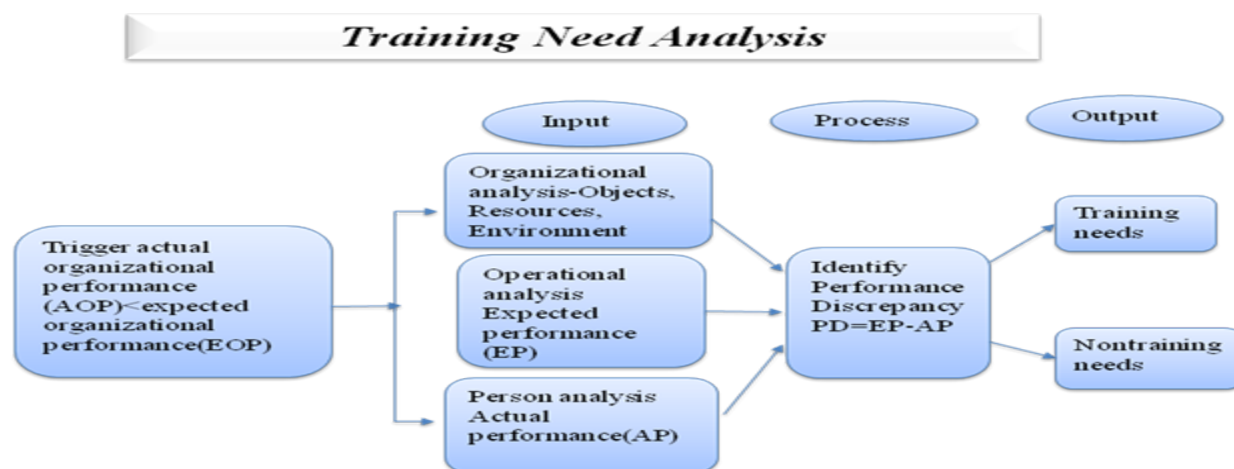 Training Need Analysis
Input
Process
Output
Trigger actual
organizational
performance
(AOP)<expected
organizational
performance(EOP)
Organizational
analysis-Objects,
Resources,
Environment
Operational
analysis
Expected
performance
(EP)
Person analysis
Actual
performance(AP)
Identify
Performance
Discrepancy
PD=EP-AP
Training
needs
Nontraining
needs